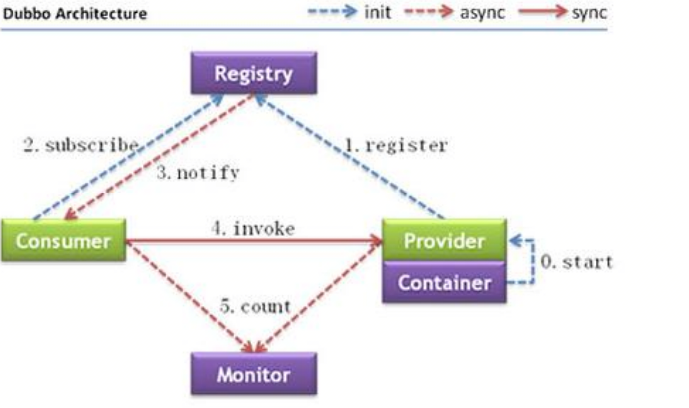 Dubbo Architecture
init
async
sync
Registry
2. subscribe
1. register
3. notify
Consumer
4. invoke
Provider
Container
0. start
5. count
Monitor